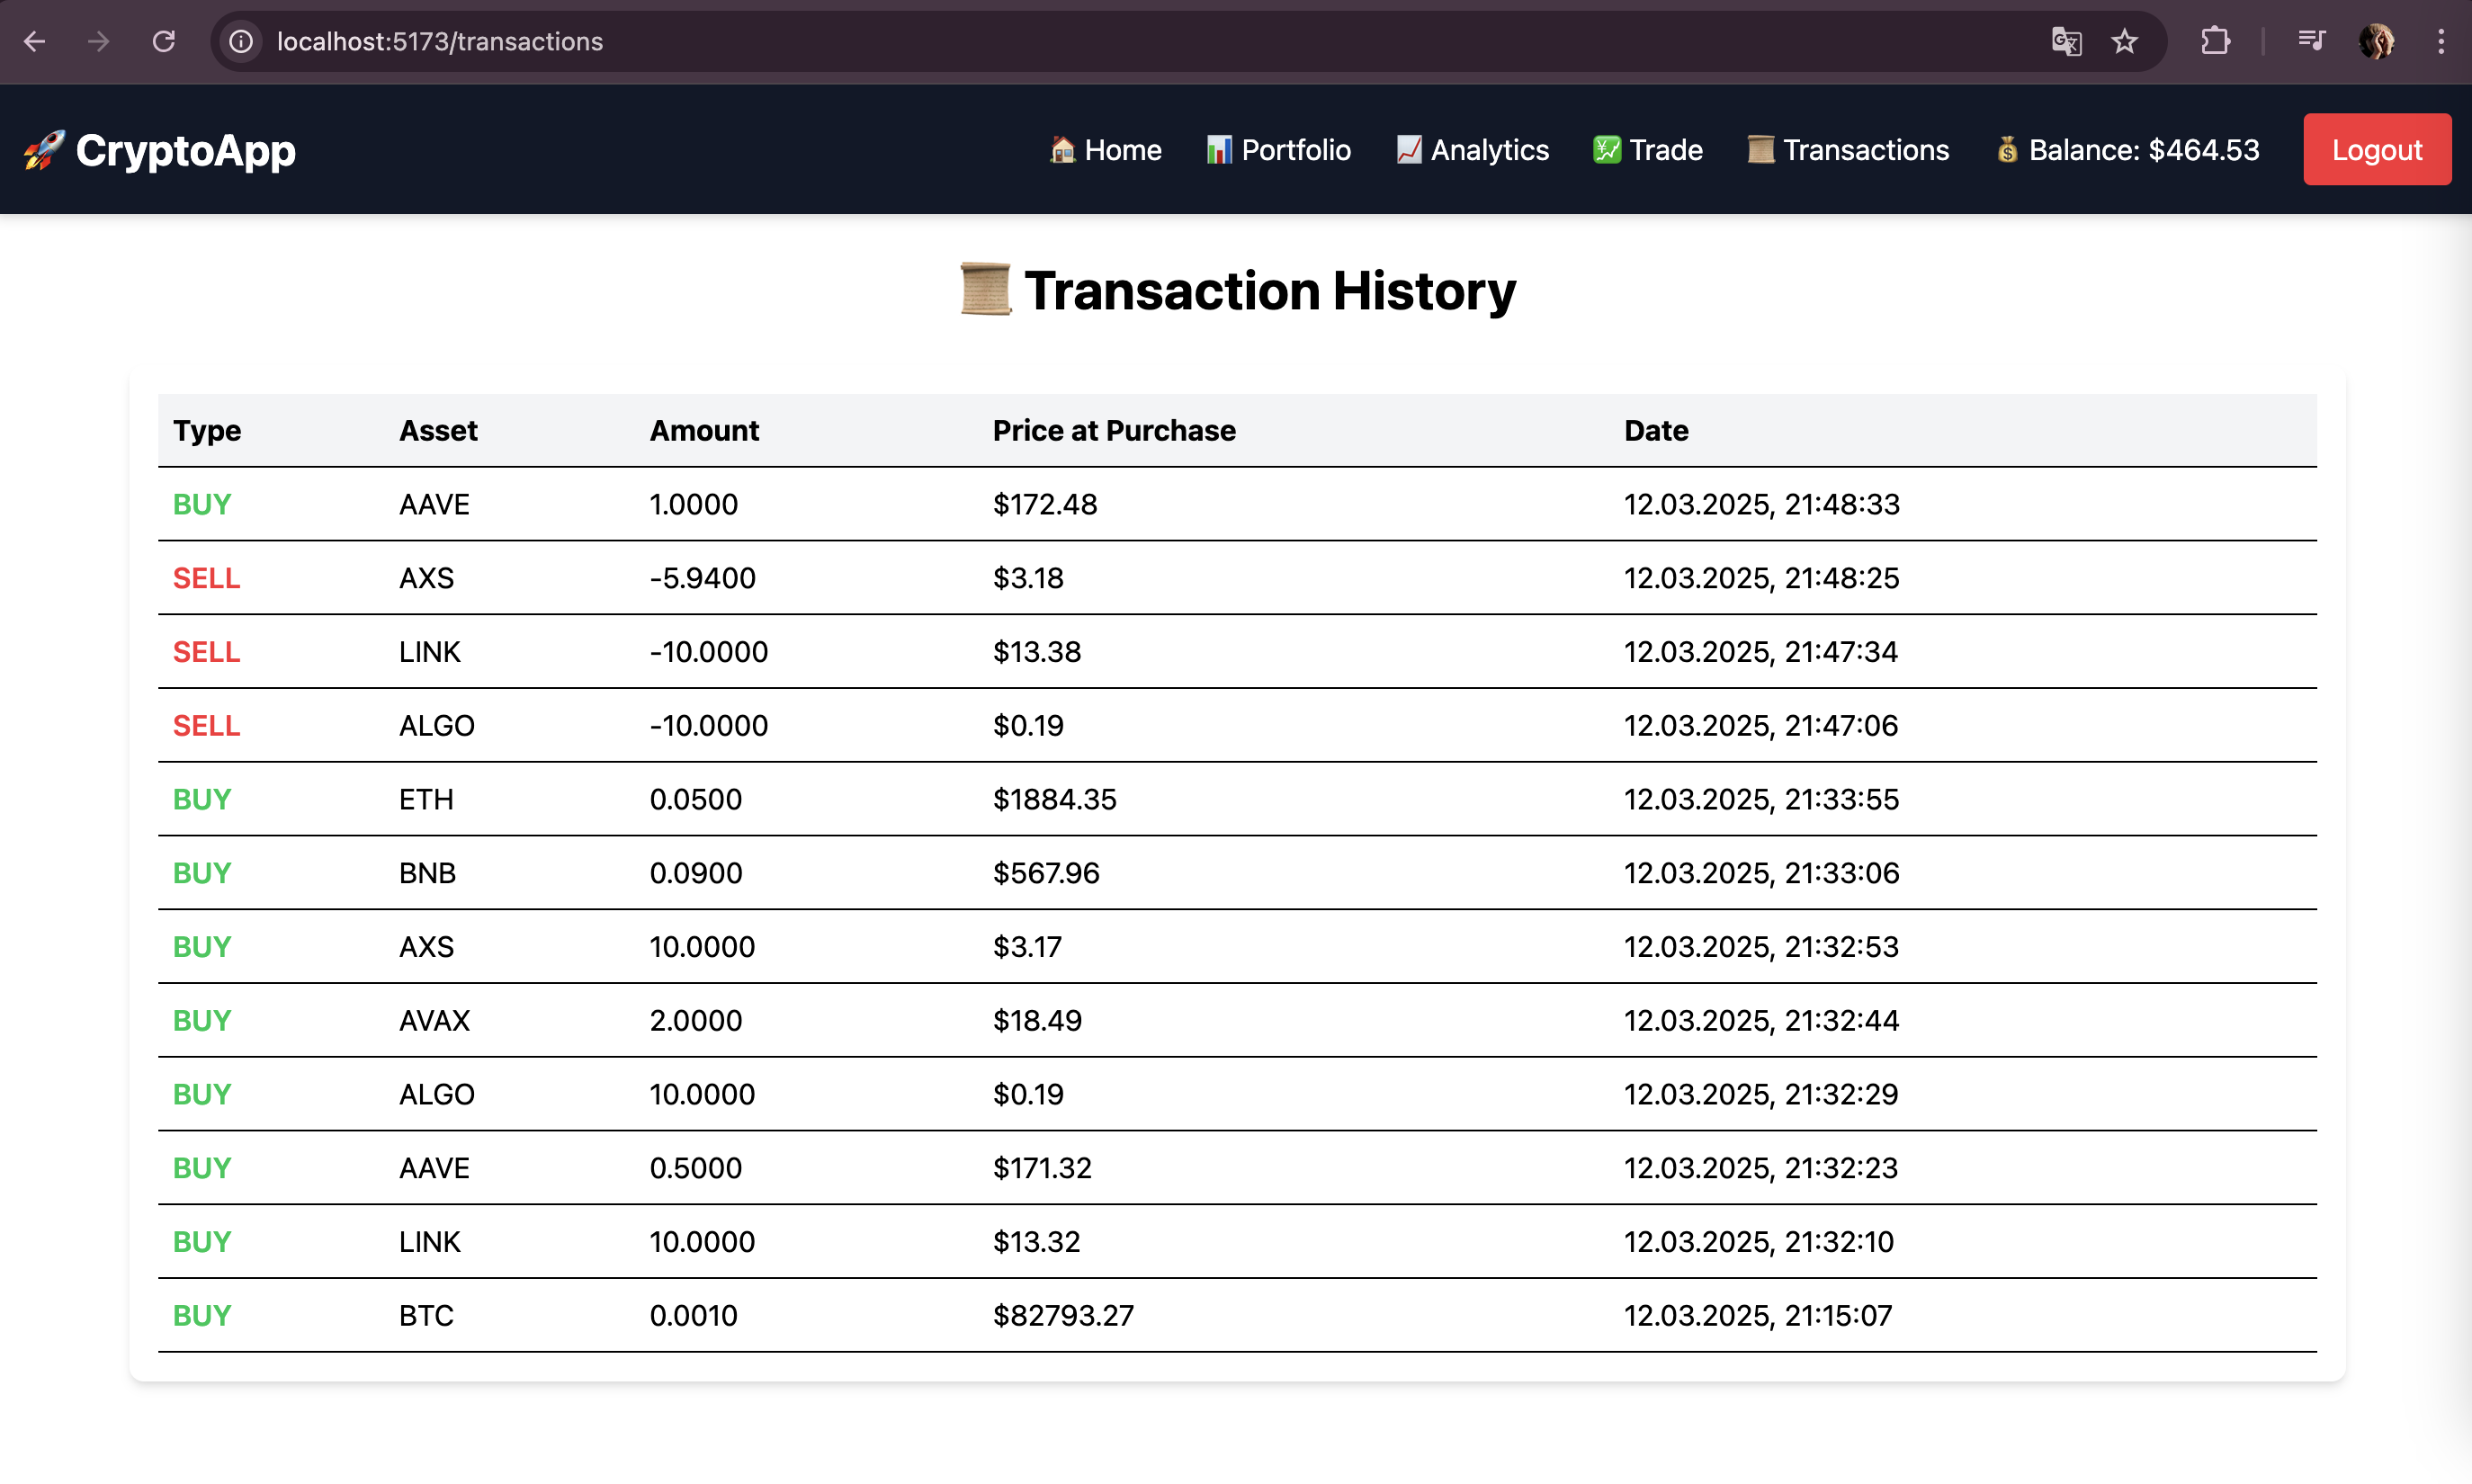 localhost:5173/transactions
🚀 CryptoApp 🏠 Home 📊 Portfolio 📈 Analytics 💹 Trade 📜 Transactions 💰 Balance: $464.53 Logout
📜 Transaction History
Type Asset Amount Price at Purchase Date
BUY AAVE 1.0000 $172.48 12.03.2025, 21:48:33
SELL AXS -5.9400 $3.18 12.03.2025, 21:48:25
SELL LINK -10.0000 $13.38 12.03.2025, 21:47:34
SELL ALGO -10.0000 $0.19 12.03.2025, 21:47:06
BUY ETH 0.0500 $1884.35 12.03.2025, 21:33:55
BUY BNB 0.0900 $567.96 12.03.2025, 21:33:06
BUY AXS 10.0000 $3.17 12.03.2025, 21:32:53
BUY AVAX 2.0000 $18.49 12.03.2025, 21:32:44
BUY ALGO 10.0000 $0.19 12.03.2025, 21:32:29
BUY AAVE 0.5000 $171.32 12.03.2025, 21:32:23
BUY LINK 10.0000 $13.32 12.03.2025, 21:32:10
BUY BTC 0.0010 $82793.27 12.03.2025, 21:15:07